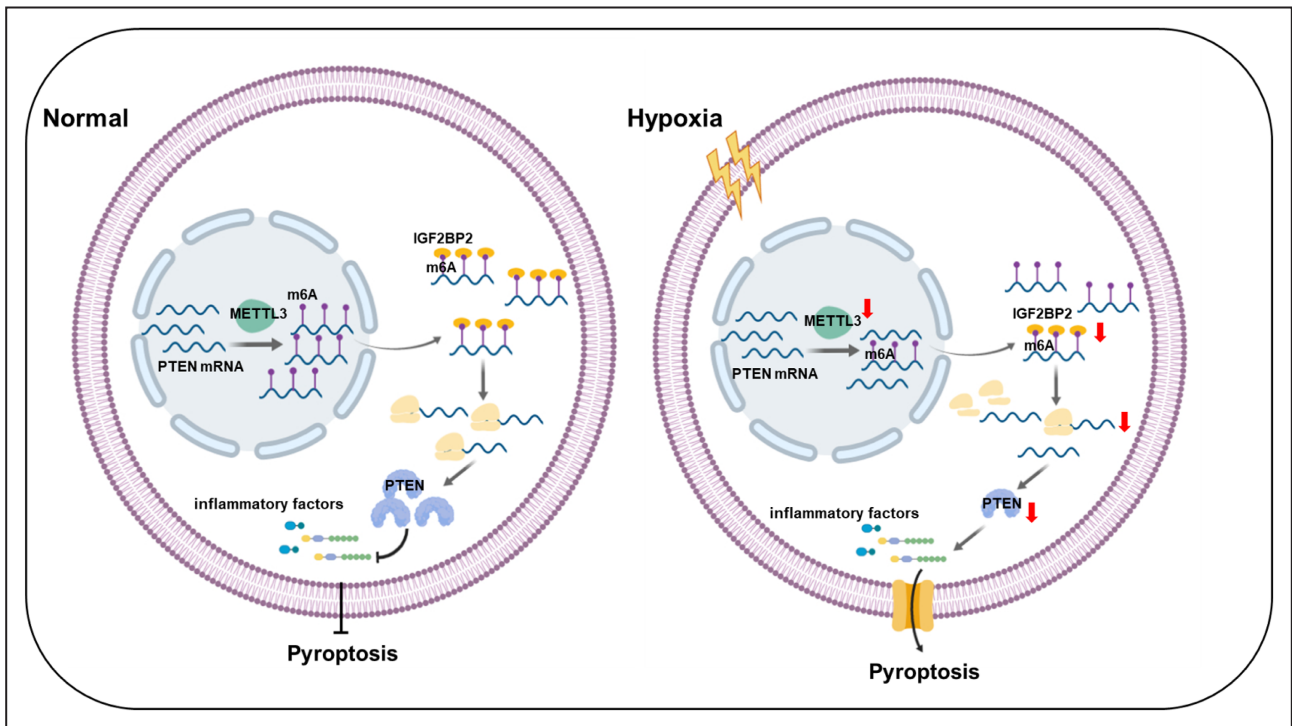 Normal
IGF2BP2
m6A
m6A
METTL3
PTEN mRNA
PTEN
inflammatory factors
Pyroptosis
Hypoxia
IGF2BP2
METTL3
m6A
m6A
PTEN mRNA
PTEN
inflammatory factors
Pyroptosis